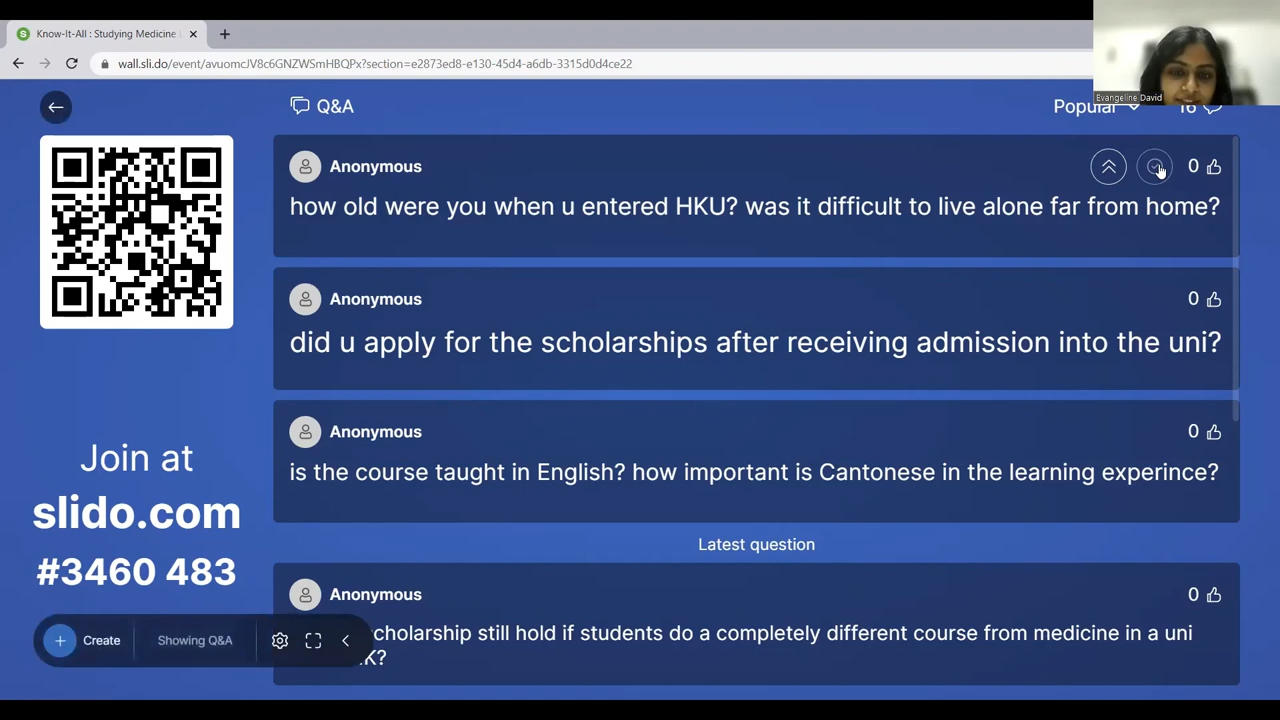 Know-It-All : Studying Medicine
wall.sli.do/event/avuomcJV8c6GNZWSmHBQPx?section=e2873ed8-e130-45d4-a6db-3315d0d4ce22
Evangeline David
Q&A
Popular
16
Anonymous
0
how old were you when u entered HKU? was it difficult to live alone far from home?
Anonymous
0
did u apply for the scholarships after receiving admission into the uni?
Anonymous
0
is the course taught in English? how important is Cantonese in the learning experince?
Latest question
Anonymous
0
scholarship still hold if students do a completely different course from medicine in a uni
Join at
slido.com
#3460 483
Create
Showing Q&A